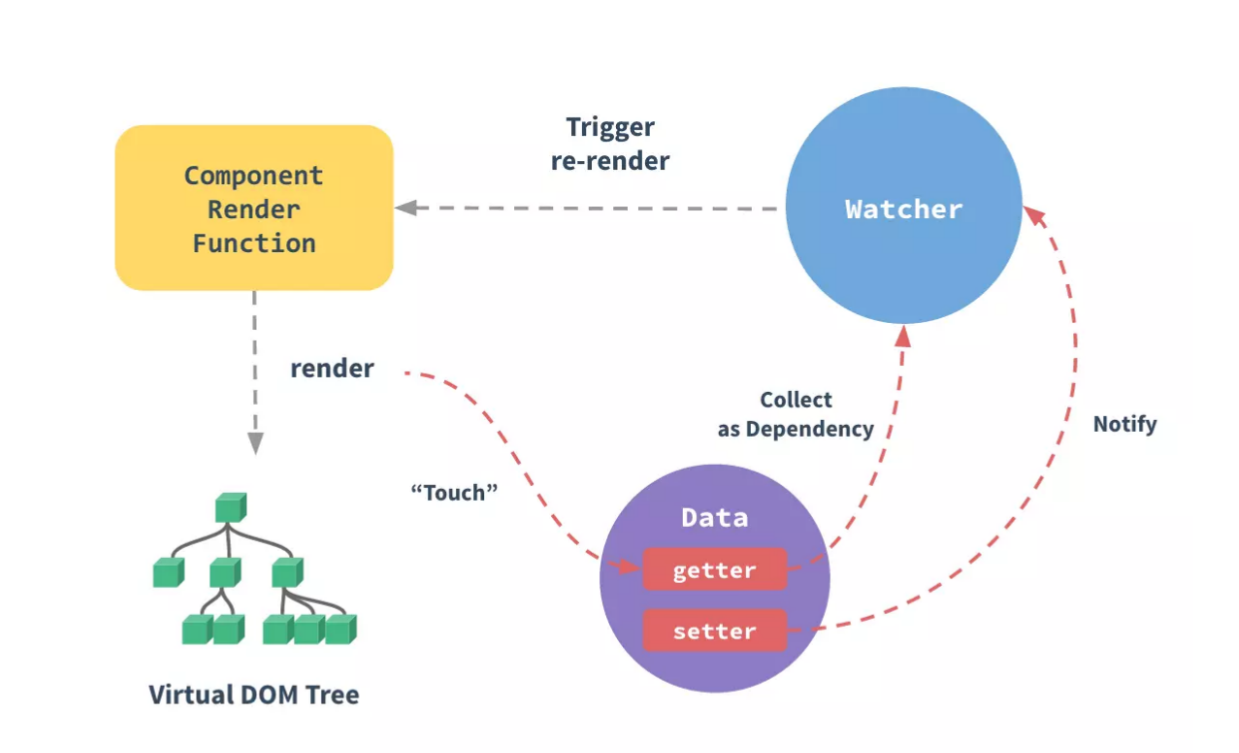 Trigger
re-render
Component
Render
Function
Watcher
render
Collect
as Dependency
Notify
“Touch”
Data
getter
setter
Virtual DOM Tree